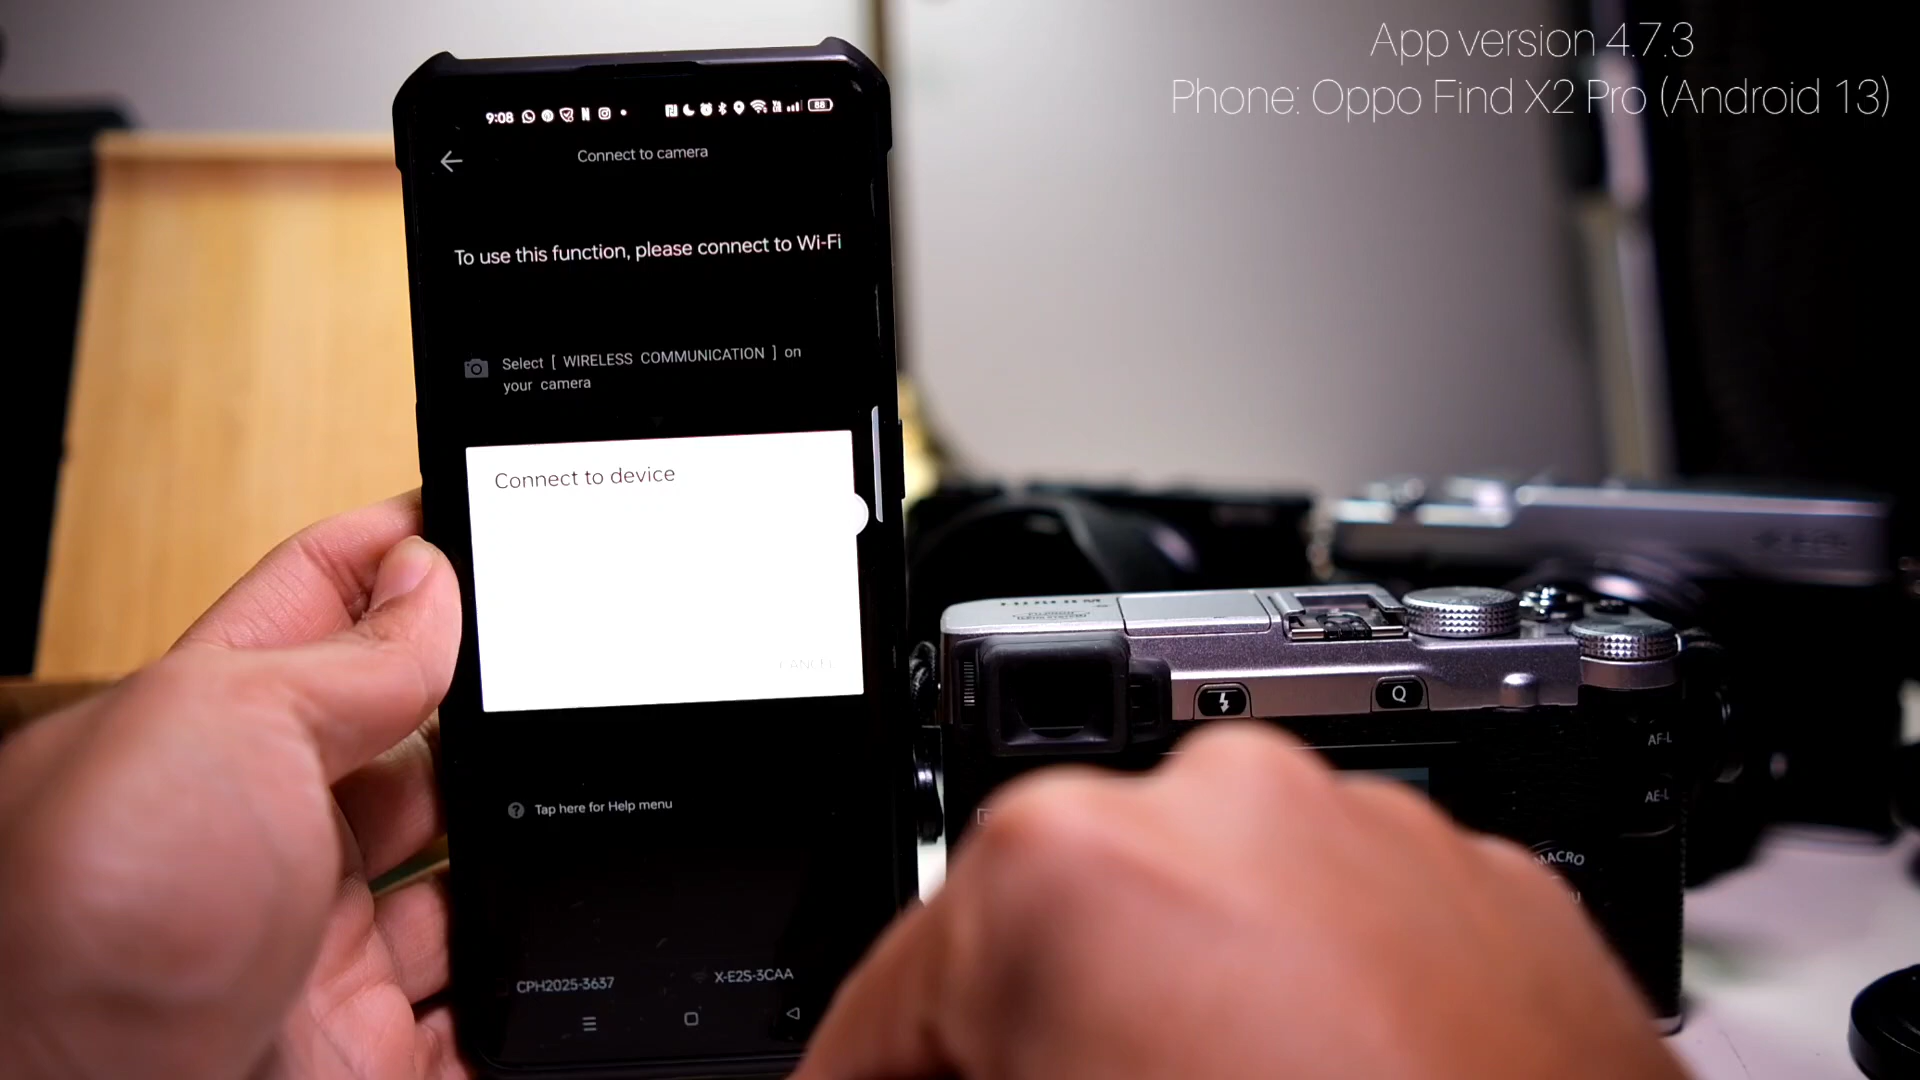 App version 4.7.3
Phone: Oppo Find X2 Pro (Android 13)
9:08
88
Connect to camera
To use this function, please connect to Wi-Fi
Select [ WIRELESS COMMUNICATION ] on
your camera
Connect to device
CANCEL
Tap here for Help menu
CPH2025-3637
X-E2S-3CAA
Q
AF-L
AE-L
MACRO